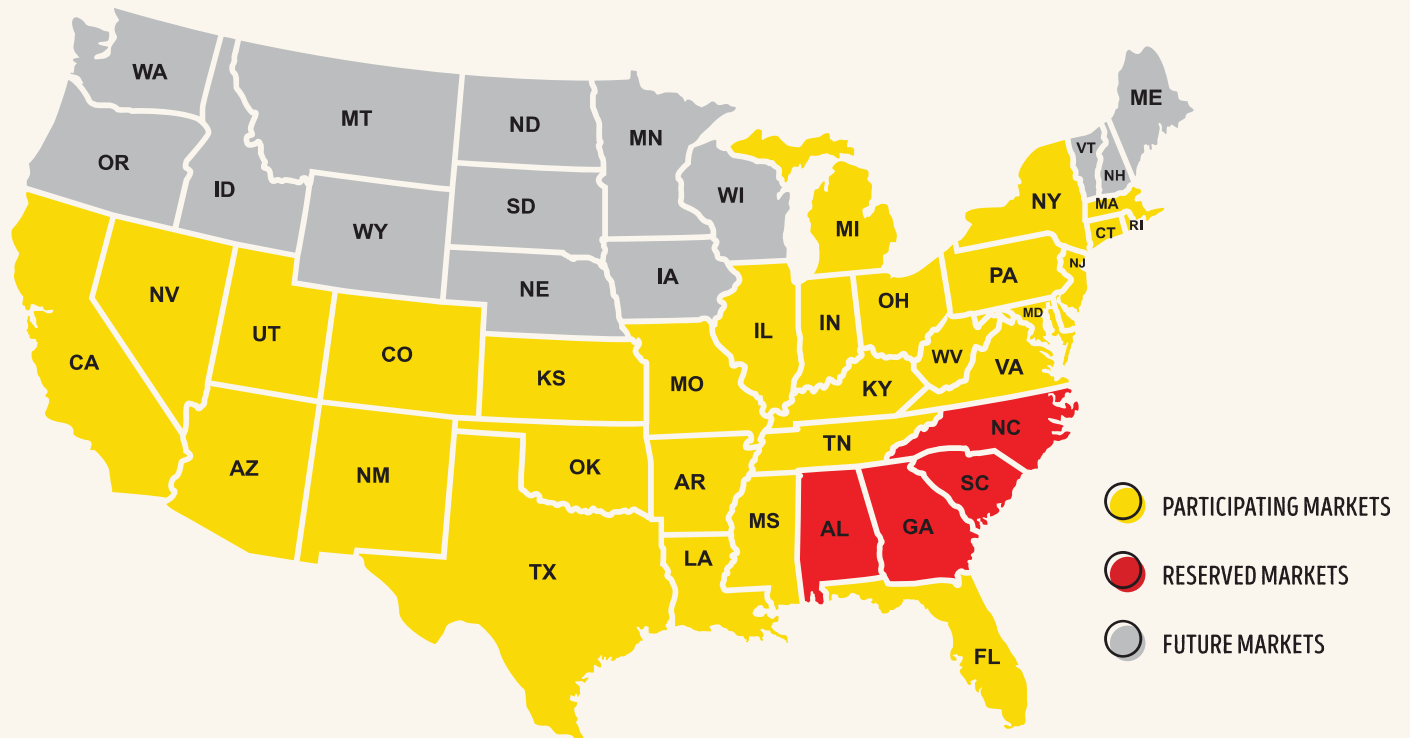 WA
MT
ND
MN
ME
OR
ID
SD
WI
VT
NH
WY
MI
NY
MA
CT
RI
NE
IA
NJ
PA
NV
UT
CO
KS
MO
IL
IN
OH
MD
WV
VA
KY
CA
AZ
NM
OK
AR
TN
NC
SC
TX
LA
MS
AL
GA
FL
PARTICIPATING MARKETS
RESERVED MARKETS
FUTURE MARKETS